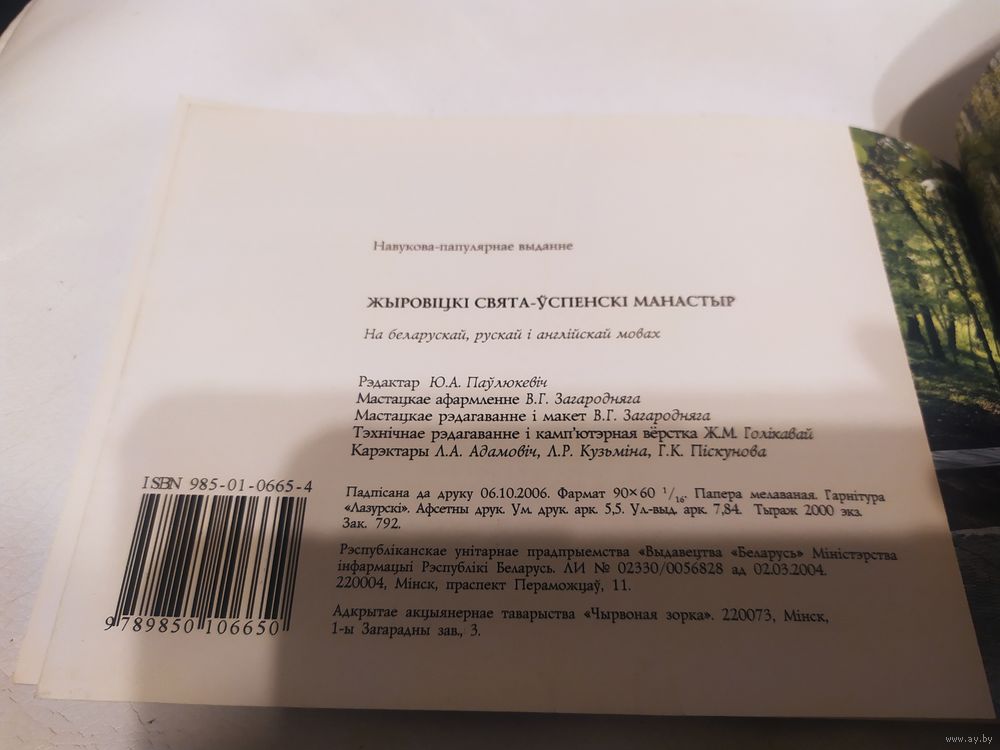 Навукова-папулярнае выданне
ЖЫРОВІЦКІ СВЯТА-ЎСПЕНСКІ МАНАСТЫР
На беларускай, рускай і англійскай мовах
Рэдактар Ю.А. Паўлюкевіч
Мастацкае афармленне В.Г. Загародняга
Мастацкае рэдагаванне і макет В.Г. Загародняга
Тэхнічнае рэдагаванне і камп'ютэрная вёрстка Ж.М. Голікавай
Карэктары Л.А. Адамовіч, Л.Р. Кузьміна, Г.К. Піскунова
ISBN 985-01-0665-4
9 789850 106650
Падпісана да друку 06.10.2006. Фармат 90×60 1/16. Папера мелаваная. Гарнітура
«Лазурскі». Афсетны друк. Ум. друк. арк. 5,5. Ул.-выд. арк. 7,84. Тыраж 2000 экз.
Зак. 792.
Рэспубліканскае унітарнае прадпрыемства «Выдавецтва «Беларусь» Міністэрства
інфармацыі Рэспублікі Беларусь. ЛИ № 02330/0056828 ад 02.03.2004.
220004, Мінск, праспект Пераможцаў, 11.
Адкрытае акцыянернае таварыства «Чырвоная зорка». 220073, Мінск,
1-ы Загарадны зав., 3.
www.ay.by